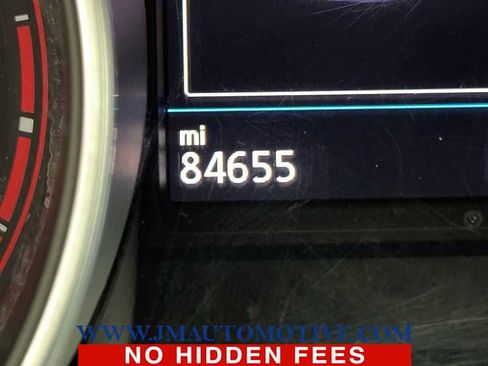 mi
84655
WWW.JMAUTOMOTIVE.COM
NO HIDDEN FEES